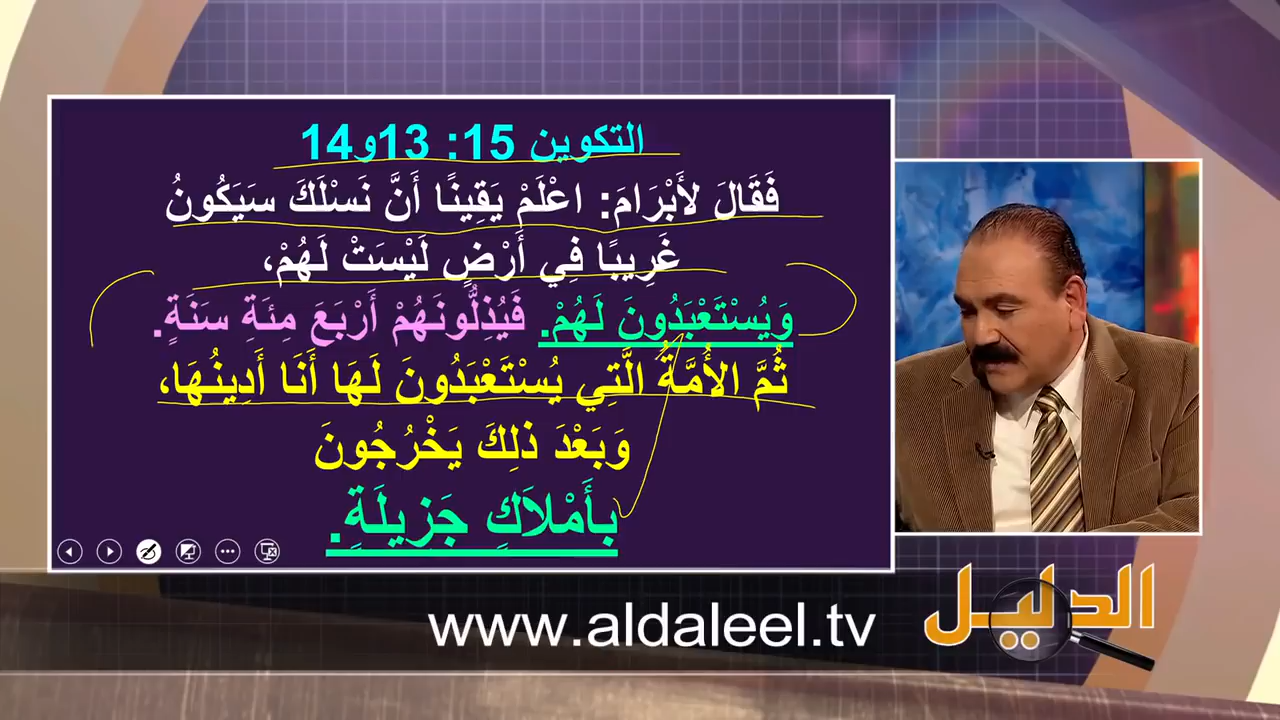 التكوين 15: 13و14
فَقَالَ لأَبْرَامَ: اعْلَمْ يَقِينًا أَنَّ نَسْلَكَ سَيَكُونُ
غَرِيبًا فِي أَرْضٍ لَيْسَتْ لَهُمْ،
وَيُسْتَعْبَدُونَ لَهُمْ. فَيُذِلُّونَهُمْ أَرْبَعَ مِئَةِ سَنَةٍ.
ثُمَّ الأُمَّةُ الَّتِي يُسْتَعْبَدُونَ لَهَا أَنَا أَدِينُهَا،
وَبَعْدَ ذلِكَ يَخْرُجُونَ
بِأَمْلاَكٍ جَزِيلَةٍ.
www.aldaleel.tv
الدليل